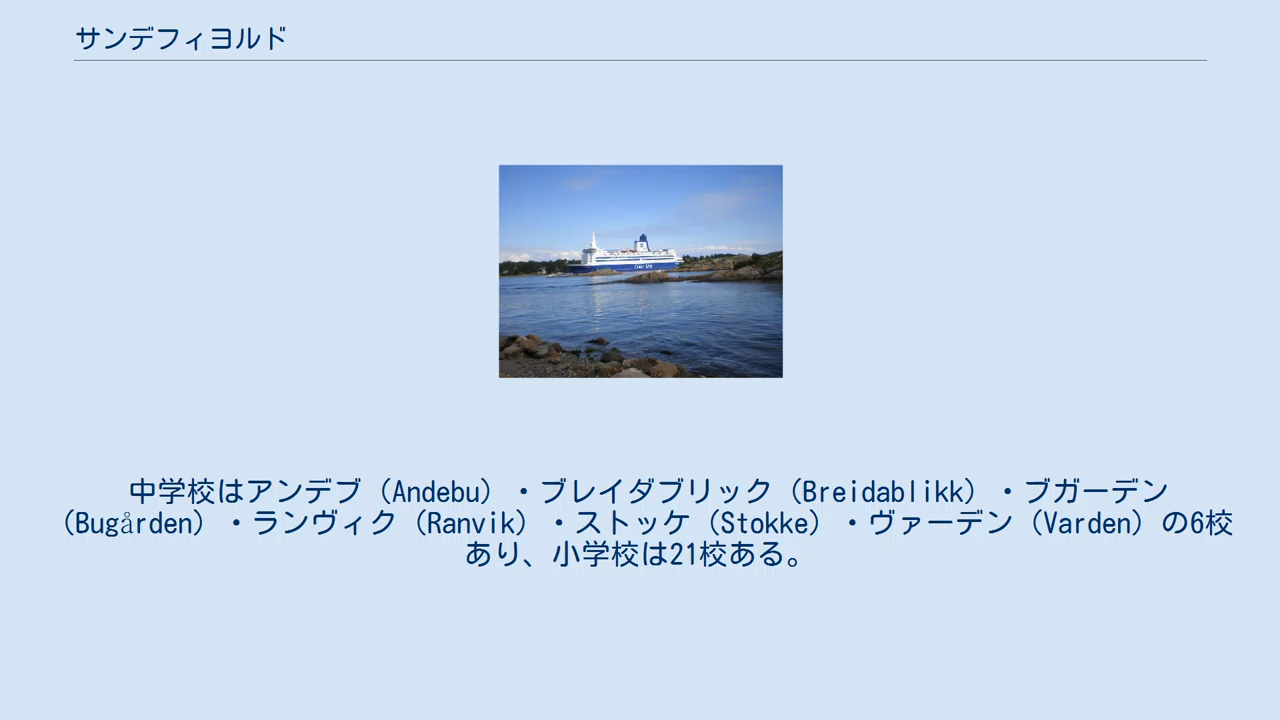 サンデフィヨルド
中学校はアンデブ（Andebu）・ブレイダブリック（Breidablikk）・ブガーデン
（Bugården）・ランヴィク（Ranvik）・ストッケ（Stokke）・ヴァーデン（Varden）の6校
あり、小学校は21校ある。